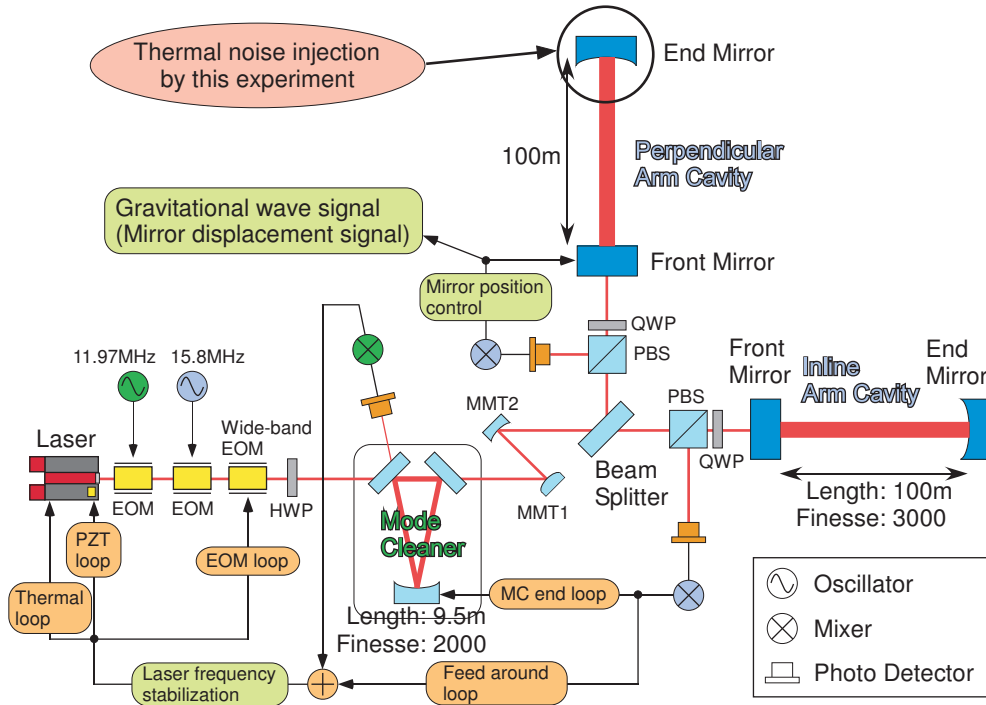 Thermal noise injection
by this experiment
End Mirror
100m
Perpendicular
Arm Cavity
Gravitational wave signal
(Mirror displacement signal)
Front Mirror
Mirror position
control
QWP
PBS
11.97MHz
15.8MHz
Front
Mirror
Inline
Arm Cavity
End
Mirror
MMT2
PBS
Wide-band
EOM
Laser
QWP
Beam
Splitter
EOM
EOM
HWP
MMT1
Length: 100m
Finesse: 3000
Mode
Cleaner
PZT
loop
EOM loop
Thermal
loop
MC end loop
Length: 9.5m
Finesse: 2000
Oscillator
Mixer
Photo Detector
Laser frequency
stabilization
Feed around
loop